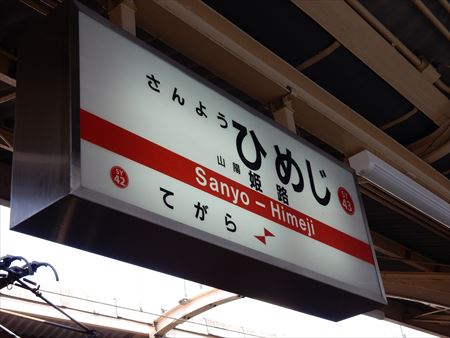 さんようひめじ
山陽姫路
SY 43
Sanyo-Himeji
SY 42
てがら